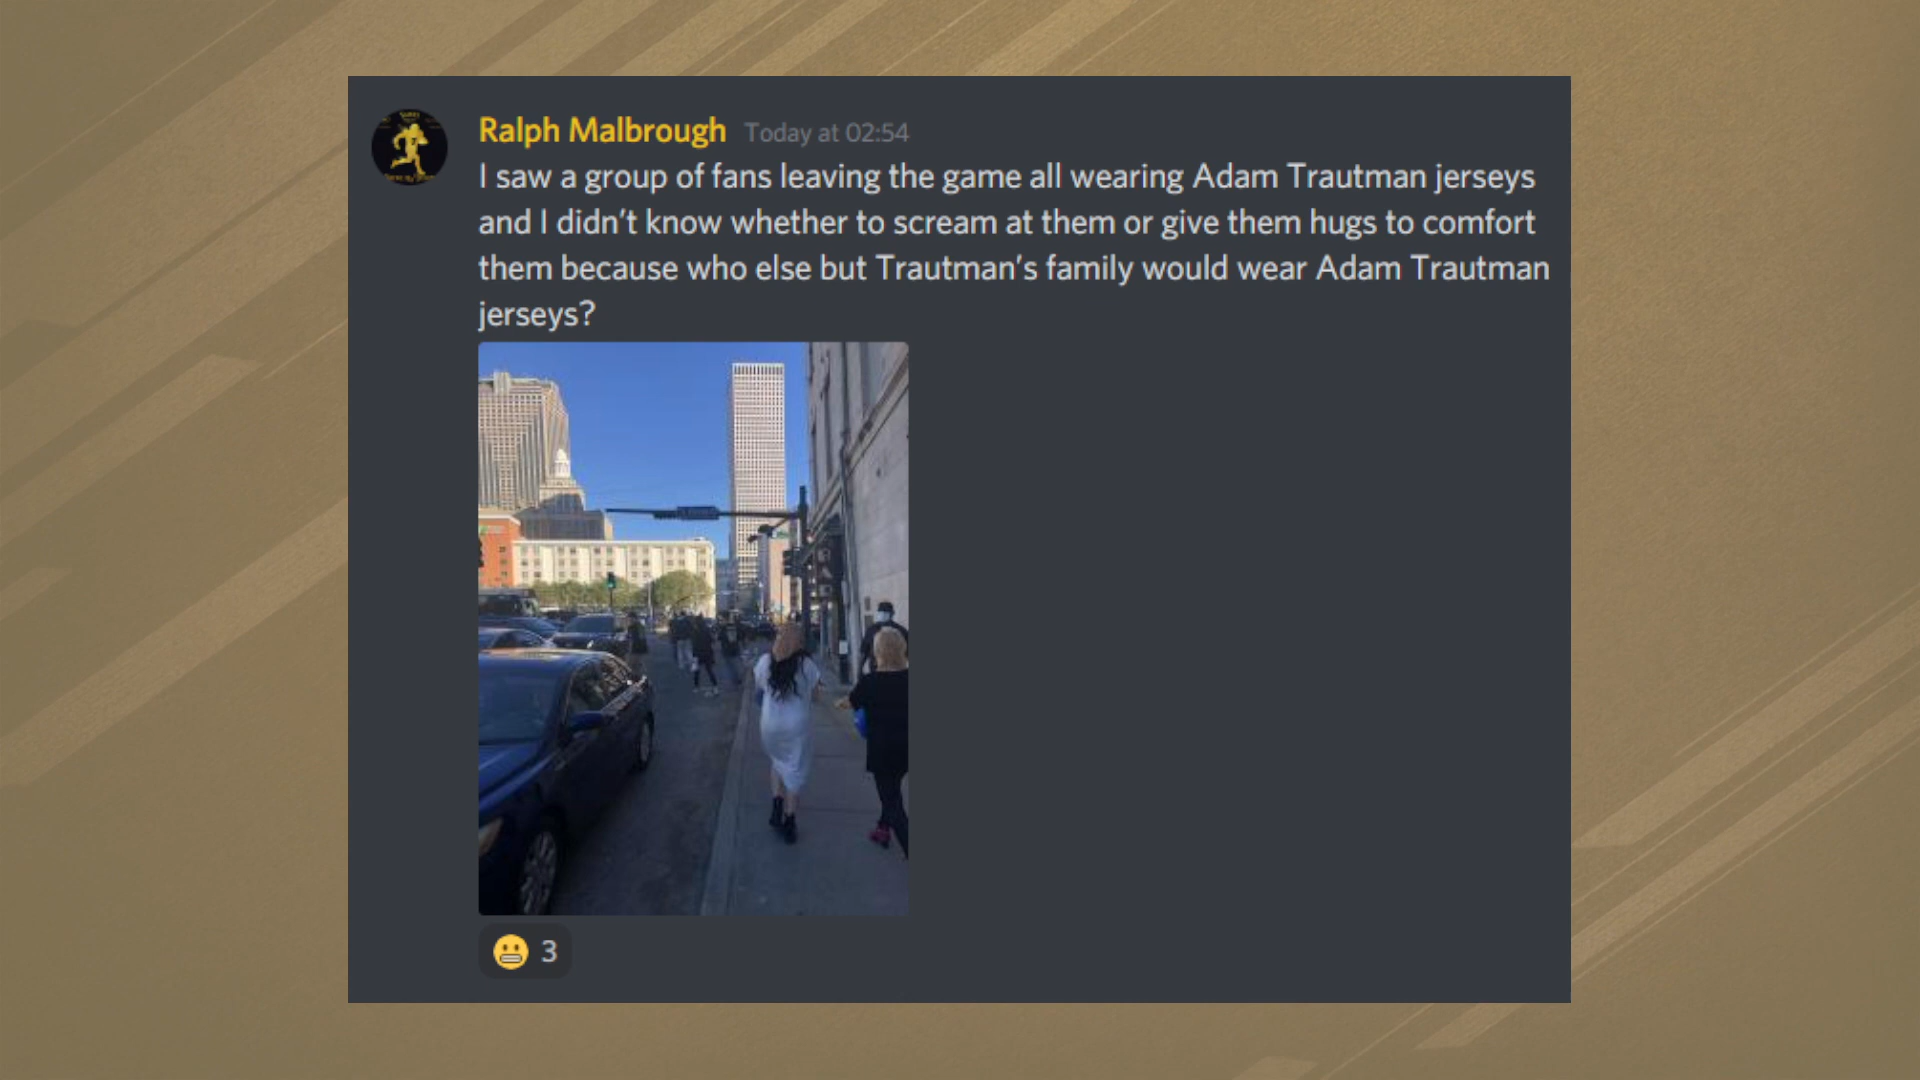 Ralph Malbrough Today at 02:54
I saw a group of fans leaving the game all wearing Adam Trautman jerseys
and I didn't know whether to scream at them or give them hugs to comfort
them because who else but Trautman's family would wear Adam Trautman
jerseys?
3